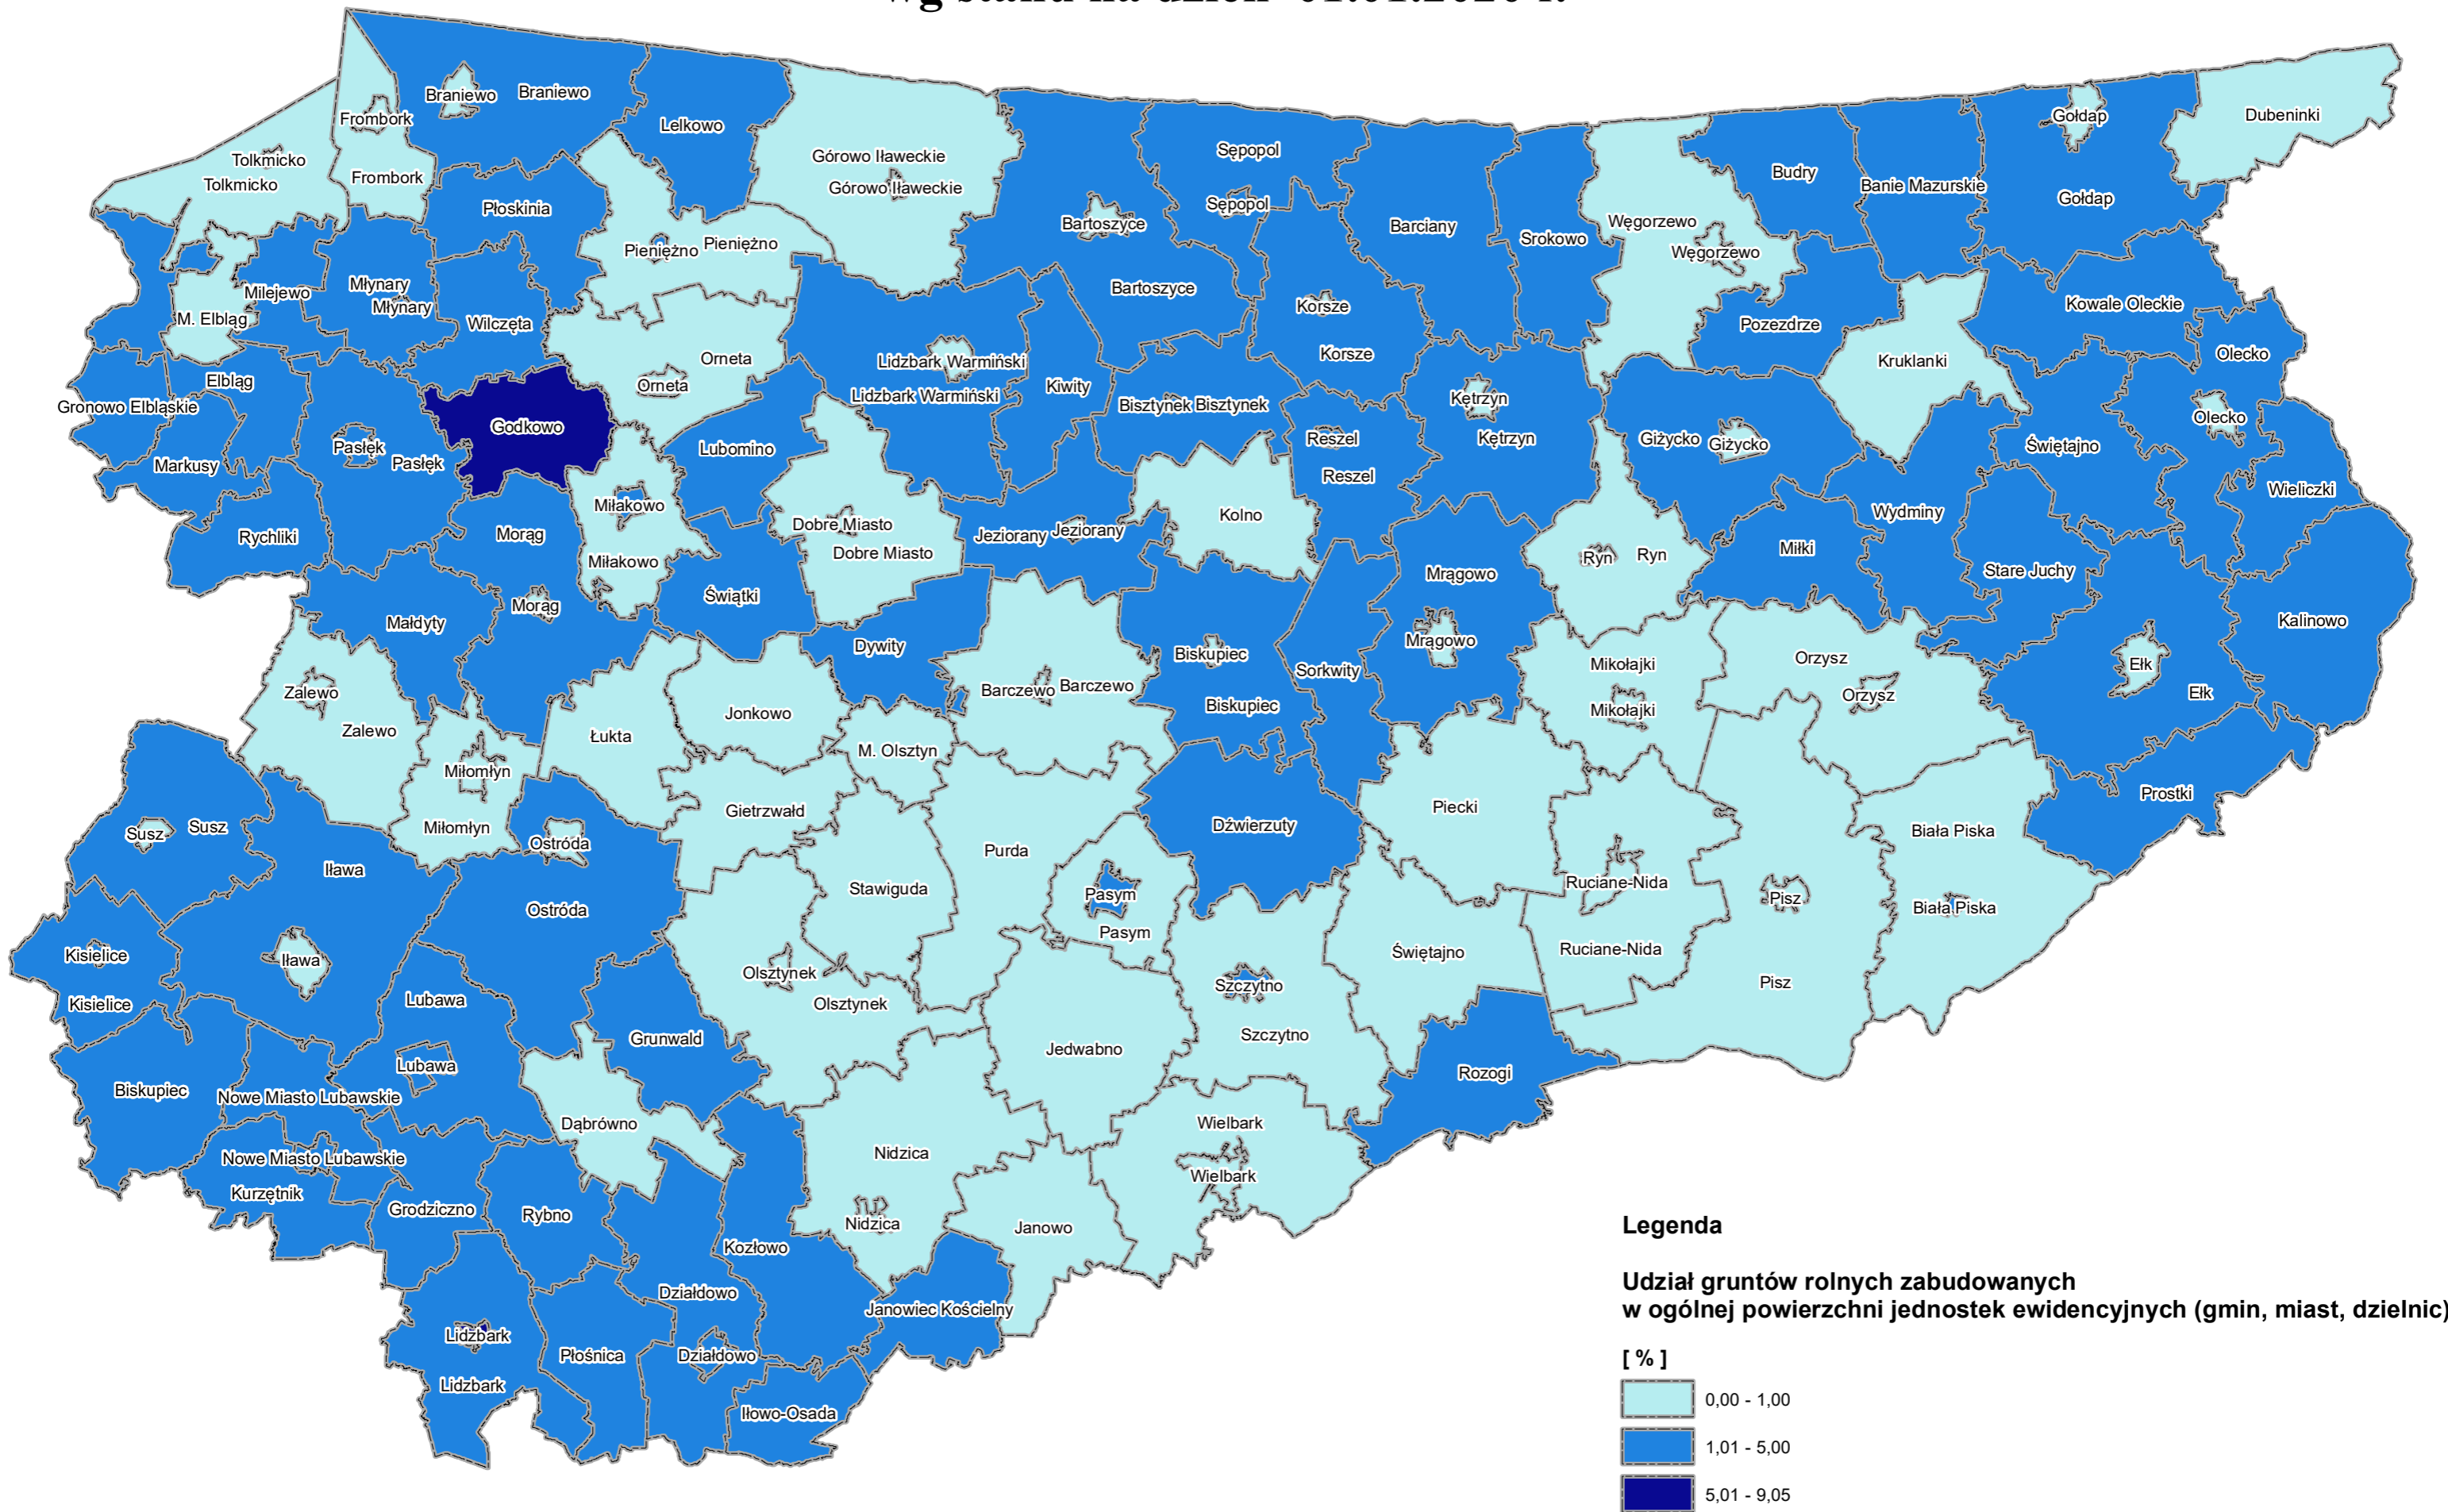 Braniewo
Braniewo
Frombork
Lelkowo
Gołdap
Dubeninki
Tolkmicko
Tolkmicko
Frombork
Górowo Iławeckie
Górowo Iławeckie
Sępopol
Sępopol
Budry
Banie Mazurskie
Gołdap
Płoskinia
Bartoszyce
Barciany
Srokowo
Węgorzewo
Węgorzewo
Pieniężno
Pieniężno
Milejewo
Młynary
Młynary
Bartoszyce
M. Elbląg
Wilczęta
Korsze
Korsze
Pozezdrze
Kowale Oleckie
Orneta
Orneta
Lidzbark Warmiński
Lidzbark Warmiński
Kiwity
Kruklanki
Olecko
Elbląg
Gronowo Elbląskie
Bisztynek
Bisztynek
Kętrzyn
Kętrzyn
Olecko
Godkowo
Pasłęk
Pasłęk
Markusy
Lubomino
Reszel
Reszel
Giżycko
Giżycko
Świętajno
Wieliczki
Miłakowo
Miłakowo
Dobre Miasto
Dobre Miasto
Jeziorany
Jeziorany
Kolno
Wydminy
Rychliki
Morąg
Morąg
Ryn
Ryn
Miłki
Mrągowo
Mrągowo
Stare Juchy
Świątki
Małdyty
Kalinowo
Dywity
Biskupiec
Biskupiec
Sorkwity
Mikołajki
Mikołajki
Orzysz
Orzysz
Ełk
Ełk
Zalewo
Zalewo
Barczewo
Barczewo
Jonkowo
Łukta
M. Olsztyn
Miłomłyn
Miłomłyn
Gietrzwałd
Piecki
Prostki
Susz
Susz
Ostróda
Ostróda
Dźwierzuty
Biała Piska
Biała Piska
Iława
Iława
Purda
Stawiguda
Pasym
Pasym
Ruciane-Nida
Ruciane-Nida
Pisz
Pisz
Kisielice
Kisielice
Olsztynek
Olsztynek
Szczytno
Szczytno
Świętajno
Lubawa
Lubawa
Grunwald
Jedwabno
Rozogi
Biskupiec
Nowe Miasto Lubawskie
Nowe Miasto Lubawskie
Dąbrówno
Wielbark
Wielbark
Nidzica
Nidzica
Kurzętnik
Grodziczno
Rybno
Janowo
Kozłowo
Działdowo
Działdowo
Janowiec Kościelny
Lidzbark
Lidzbark
Płośnica
Iłowo-Osada
Legenda
Udział gruntów rolnych zabudowanych
w ogólnej powierzchni jednostek ewidencyjnych (gmin, miast, dzielnic)
[ % ]
0,00 - 1,00
1,01 - 5,00
5,01 - 9,05